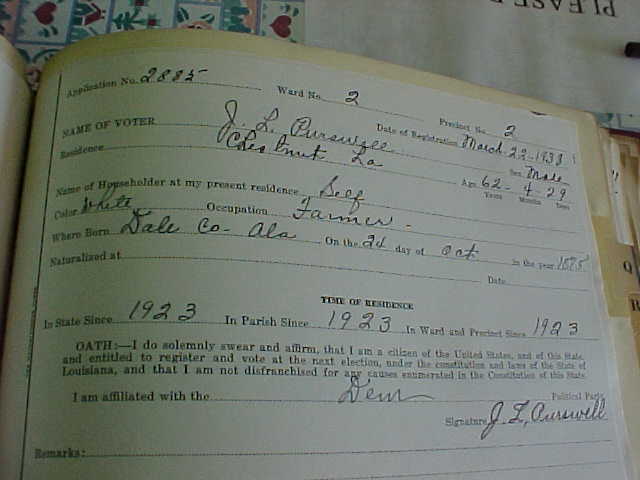 PLEASE
Application No. 2885 Ward No. 2 Precinct No. 2
Date of Registration March-22-1938
NAME OF VOTER J. L. Purswell Sex Male
Residence Chestnut La Age 62-4-29
Years Months Days
Name of Householder at my present residence Self
Color White Occupation Farmer-
Where Born Dale Co- Ala On the 24 day of Oct in the year 1875
Naturalized at Date
TIME OF RESIDENCE
In State Since 1923 In Parish Since 1923 In Ward and Precinct Since 1923
OATH:—I do solemnly swear and affirm, that I am a citizen of the United States, and of this State,
and entitled to register and vote at the next election, under the constitution and laws of the State of
Louisiana, and that I am not disfranchised for any causes enumerated in the Constitution of this State.
I am affiliated with the Dem Political Party
Signature J. L. Purswell
Remarks: